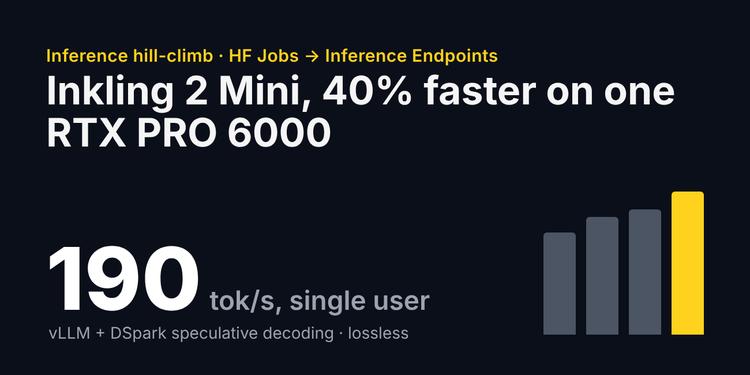 Inference hill-climb · HF Jobs → Inference Endpoints
Inkling 2 Mini, 40% faster on one
RTX PRO 6000
190 tok/s, single user
vLLM + DSpark speculative decoding · lossless